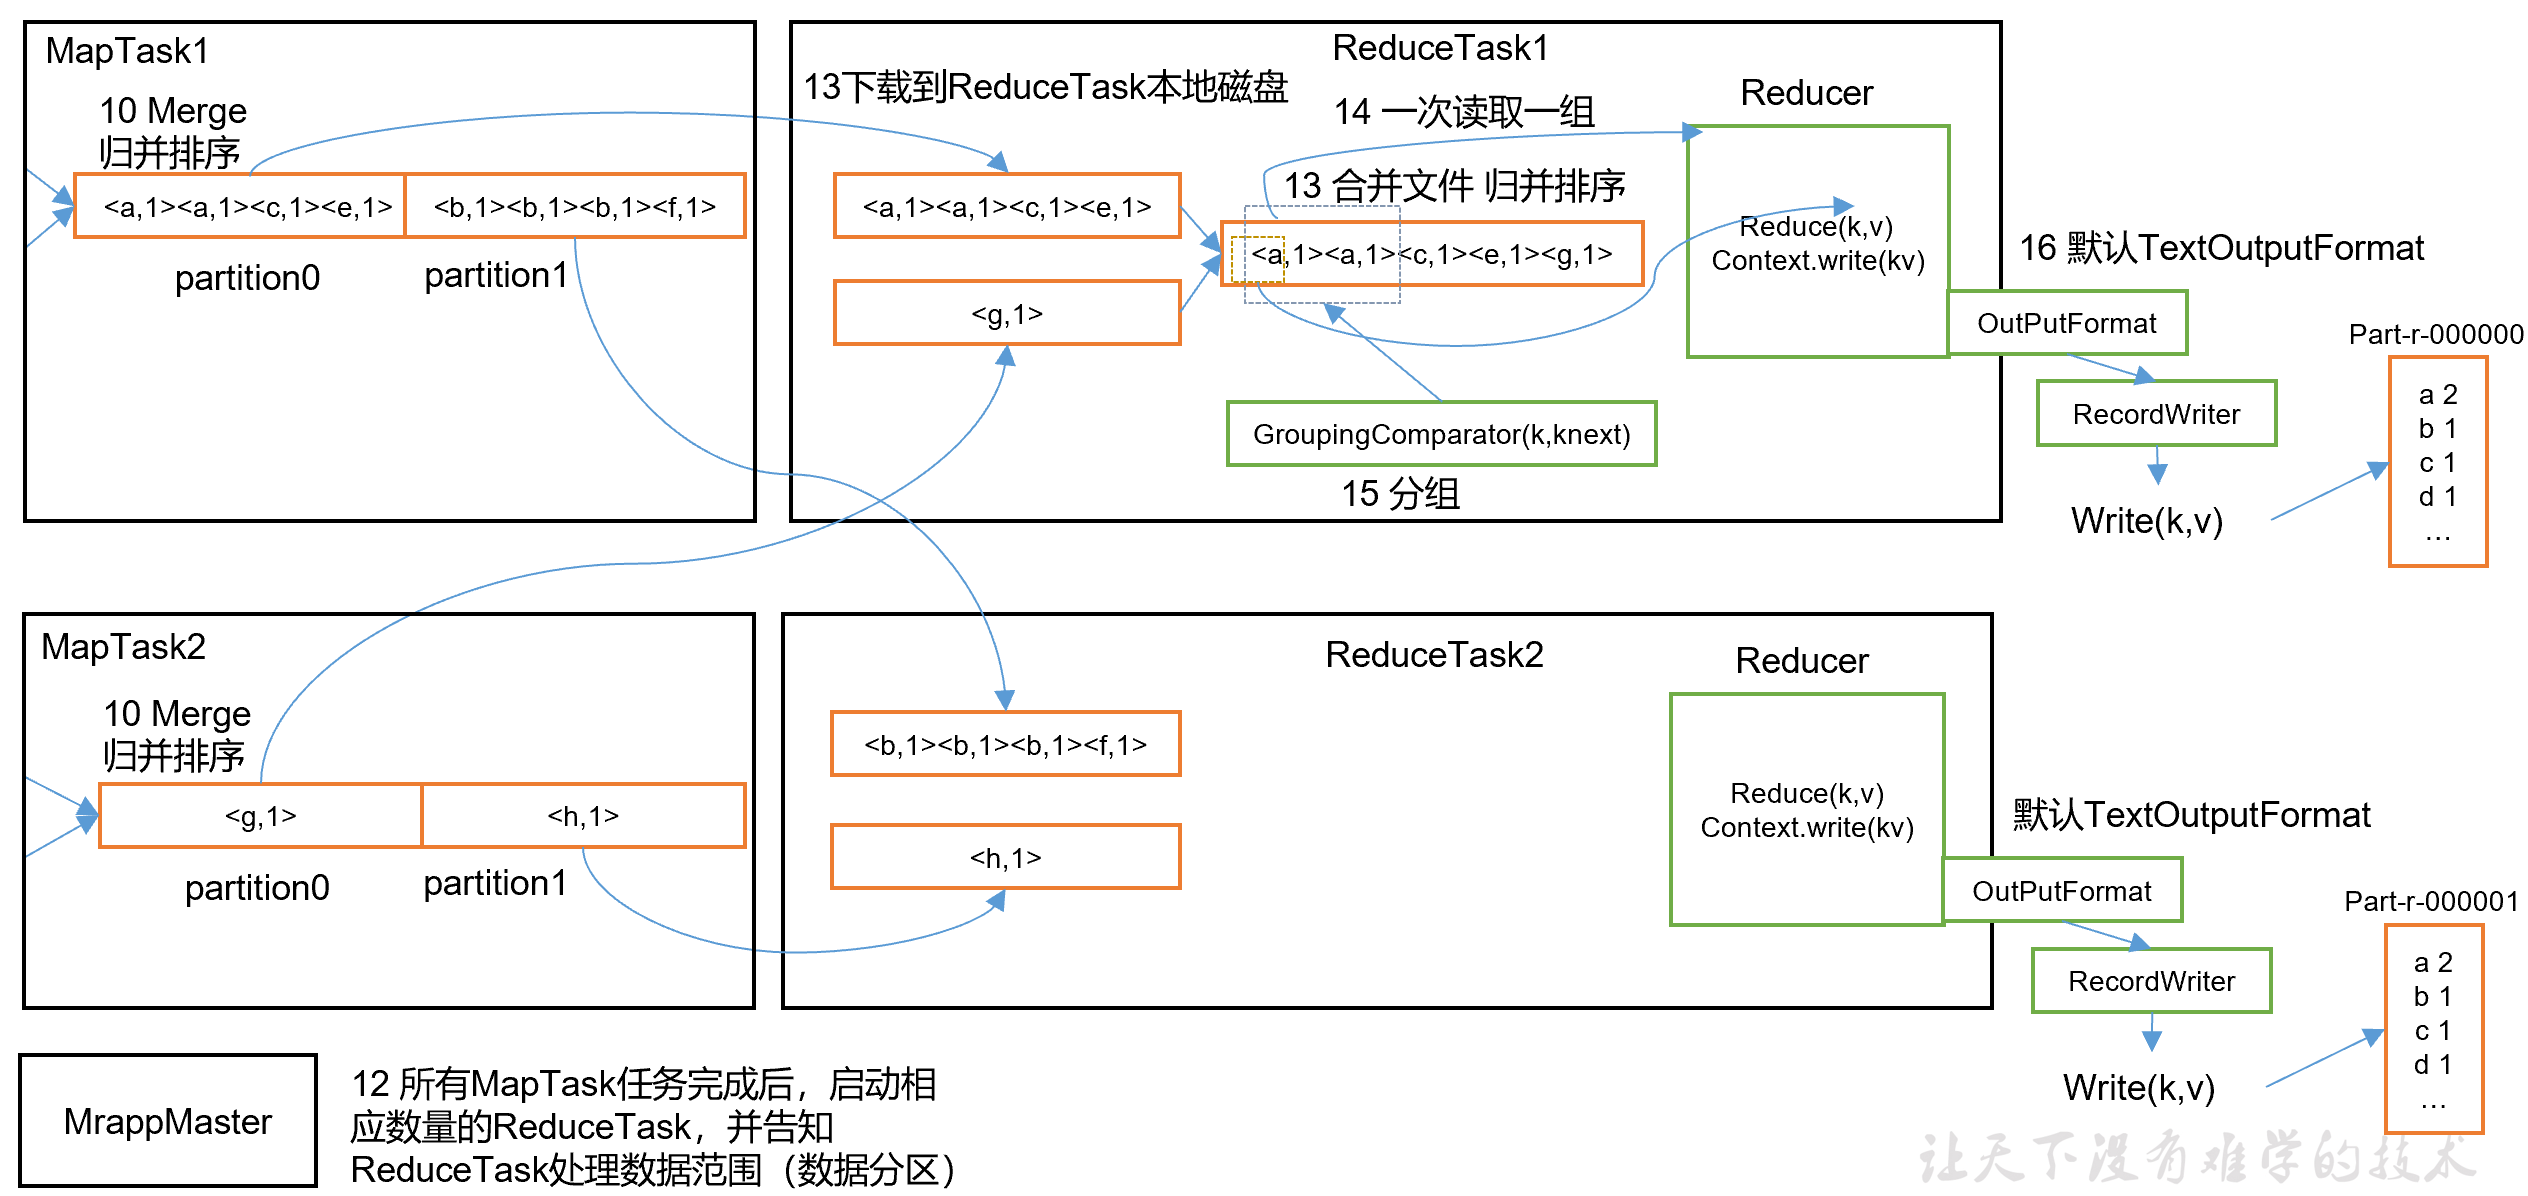 MapTask1
10 Merge
归并排序
<a,1><a,1><c,1><e,1>
<b,1><b,1><b,1><f,1>
partition0
partition1
ReduceTask1
13下载到ReduceTask本地磁盘
14 一次读取一组
Reducer
<a,1><a,1><c,1><e,1>
13 合并文件 归并排序
<a,1><a,1><c,1><e,1><g,1>
<g,1>
Reduce(k,v)
Context.write(kv)
GroupingComparator(k,knext)
15 分组
16 默认TextOutputFormat
OutPutFormat
RecordWriter
Write(k,v)
Part-r-000000
a 2
b 1
c 1
d 1
…
MapTask2
10 Merge
归并排序
<g,1>
<h,1>
partition0
partition1
ReduceTask2
Reducer
<b,1><b,1><b,1><f,1>
<h,1>
Reduce(k,v)
Context.write(kv)
默认TextOutputFormat
OutPutFormat
RecordWriter
Write(k,v)
Part-r-000001
a 2
b 1
c 1
d 1
…
MrappMaster
12 所有MapTask任务完成后，启动相
应数量的ReduceTask，并告知
ReduceTask处理数据范围（数据分区）
让天下没有难学的技术